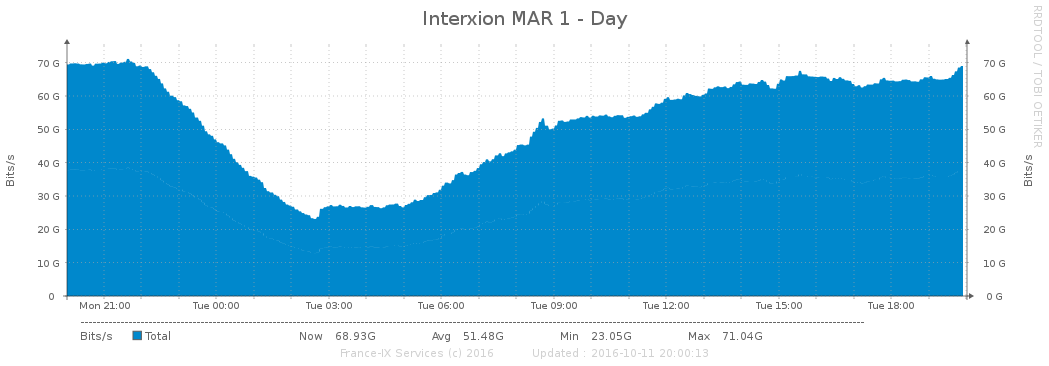 Interxion MAR 1 - Day
RRDTOOL / TOBI OETIKER
Bits/s
70 G 70 G
60 G 60 G
50 G 50 G
40 G 40 G
30 G 30 G
20 G 20 G
10 G 10 G
0 0 G
Bits/s
Mon 21:00 Tue 00:00 Tue 03:00 Tue 06:00 Tue 09:00 Tue 12:00 Tue 15:00 Tue 18:00
Bits/s Total Now 68.93G Avg 51.48G Min 23.05G Max 71.04G
France-IX Services (c) 2016 Updated : 2016-10-11 20:00:13